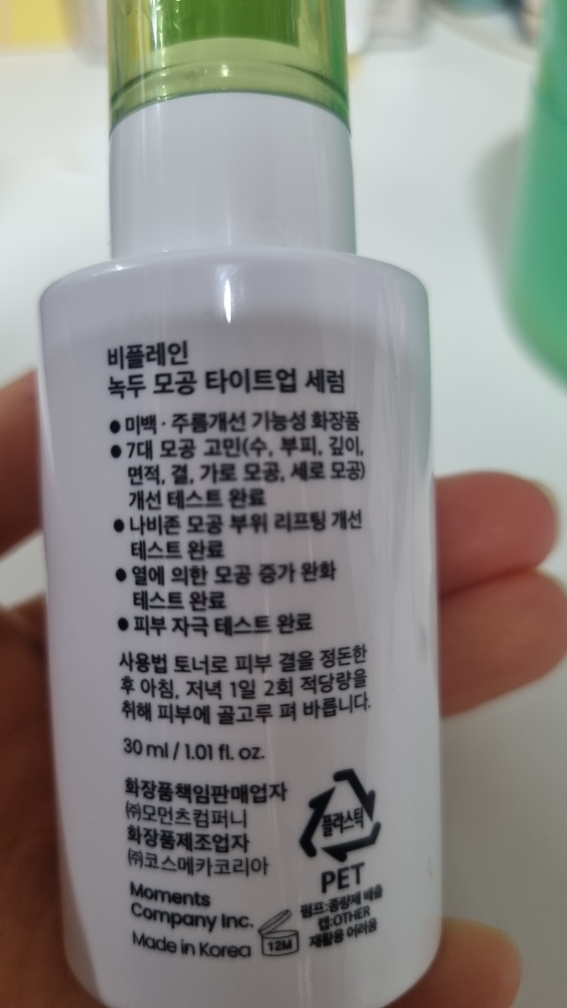 비플레인
녹두 모공 타이트업 세럼
● 미백 · 주름개선 기능성 화장품
● 7대 모공 고민(수, 부피, 깊이,
면적, 결, 가로 모공, 세로 모공)
개선 테스트 완료
● 나비존 모공 부위 리프팅 개선
테스트 완료
● 열에 의한 모공 증가 완화
테스트 완료
● 피부 자극 테스트 완료
사용법 토너로 피부 결을 정돈한
후 아침, 저녁 1일 2회 적당량을
취해 피부에 골고루 펴 바릅니다.
30 ml / 1.01 fl. oz.
화장품책임판매업자
㈜모먼츠컴퍼니
화장품제조업자
㈜코스메카코리아
Moments
Company Inc.
Made in Korea
12M
플라스틱
PET
펌프:종량제 배출
캡:OTHER
재활용 어려움